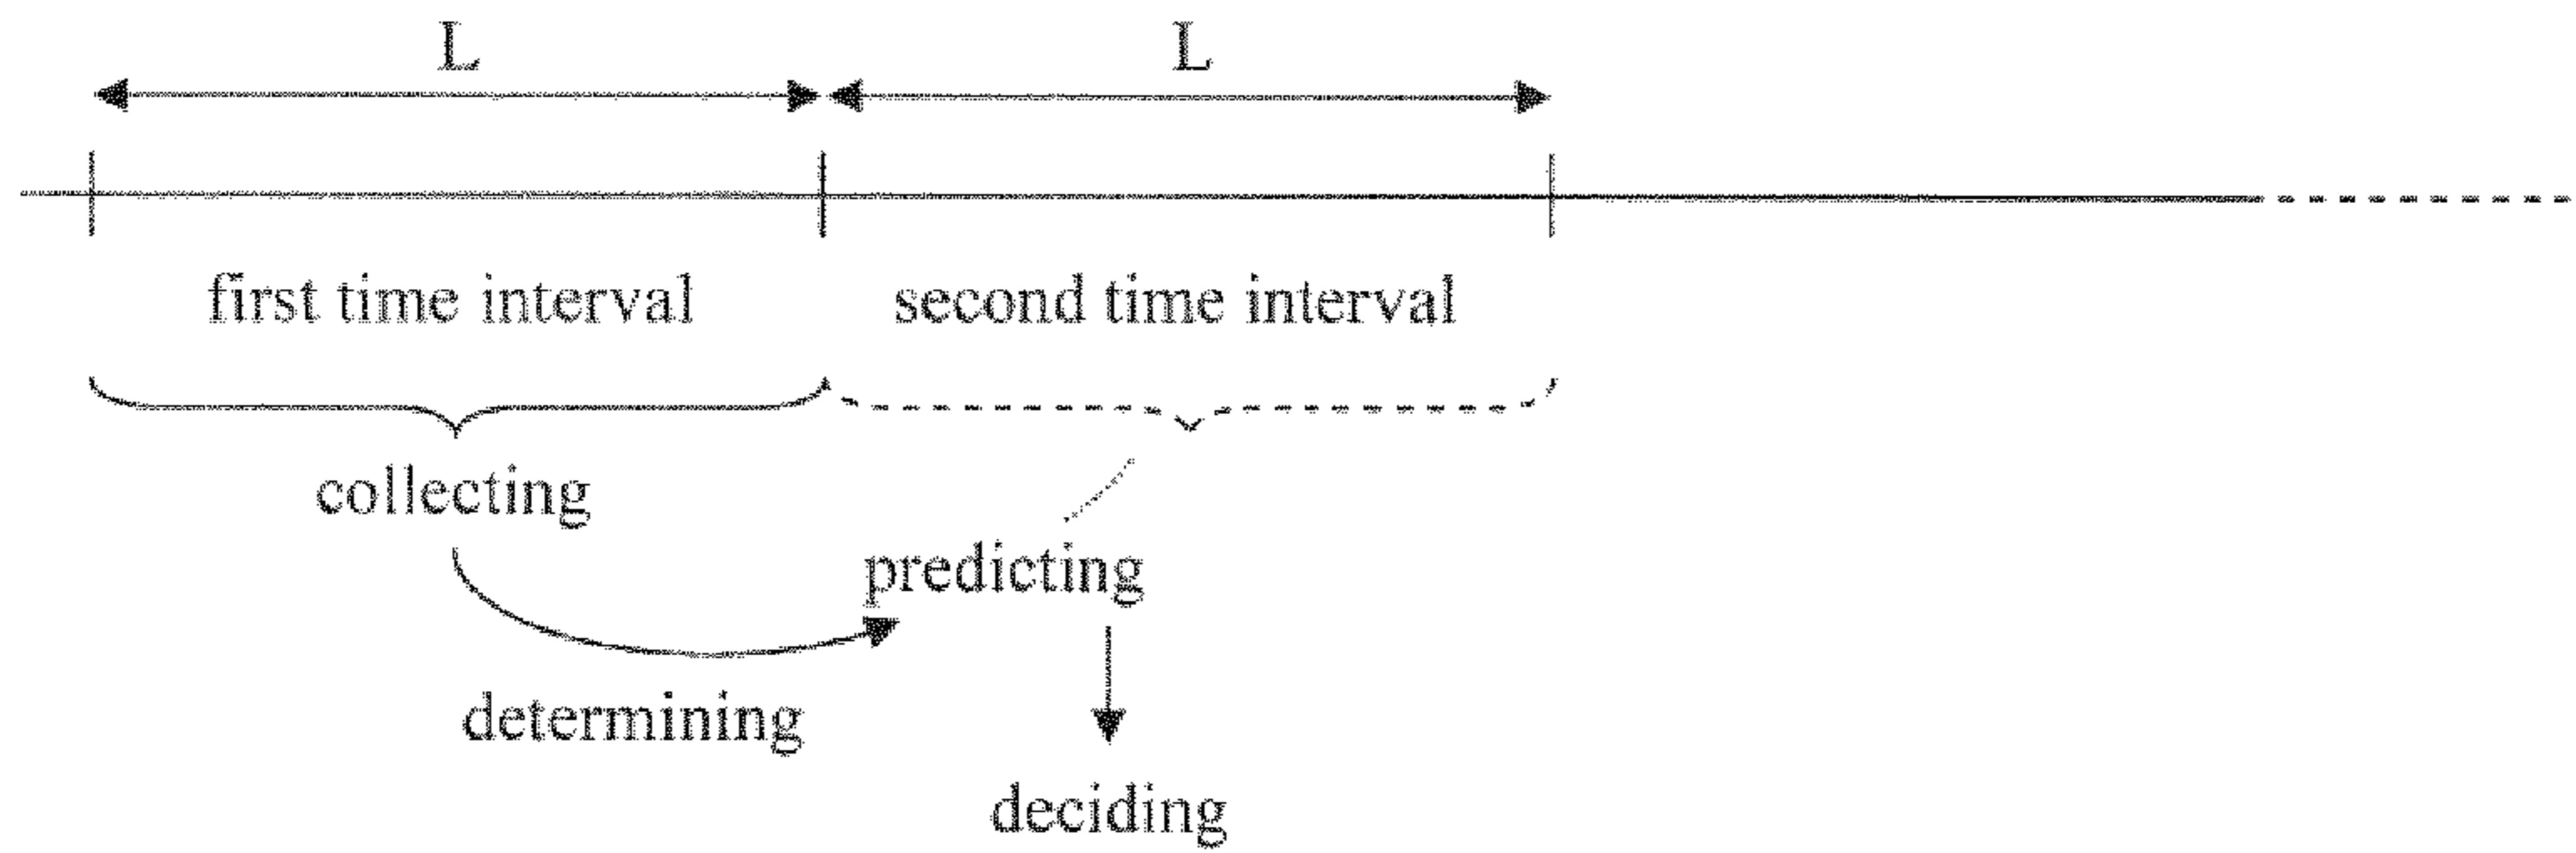 L L
first time interval second time interval
collecting
predicting
determining
deciding